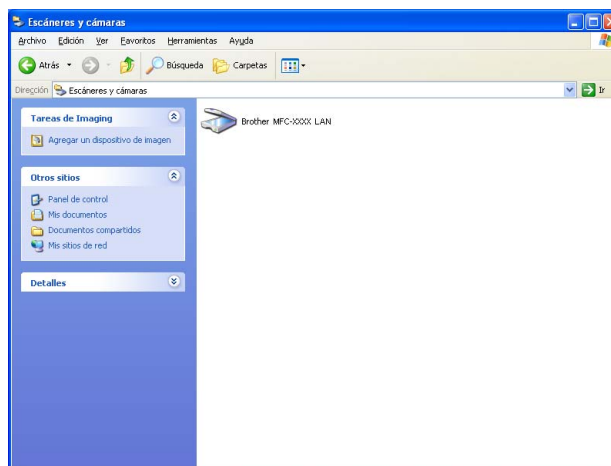 Escáneres y cámaras
Archivo Edición Ver Favoritos Herramientas Ayuda
Atrás Búsqueda Carpetas
Dirección Escáneres y cámaras Ir
Tareas de Imaging
Agregar un dispositivo de imagen
Otros sitios
Panel de control
Mis documentos
Documentos compartidos
Mis sitios de red
Detalles
Brother MFC-XXXX LAN